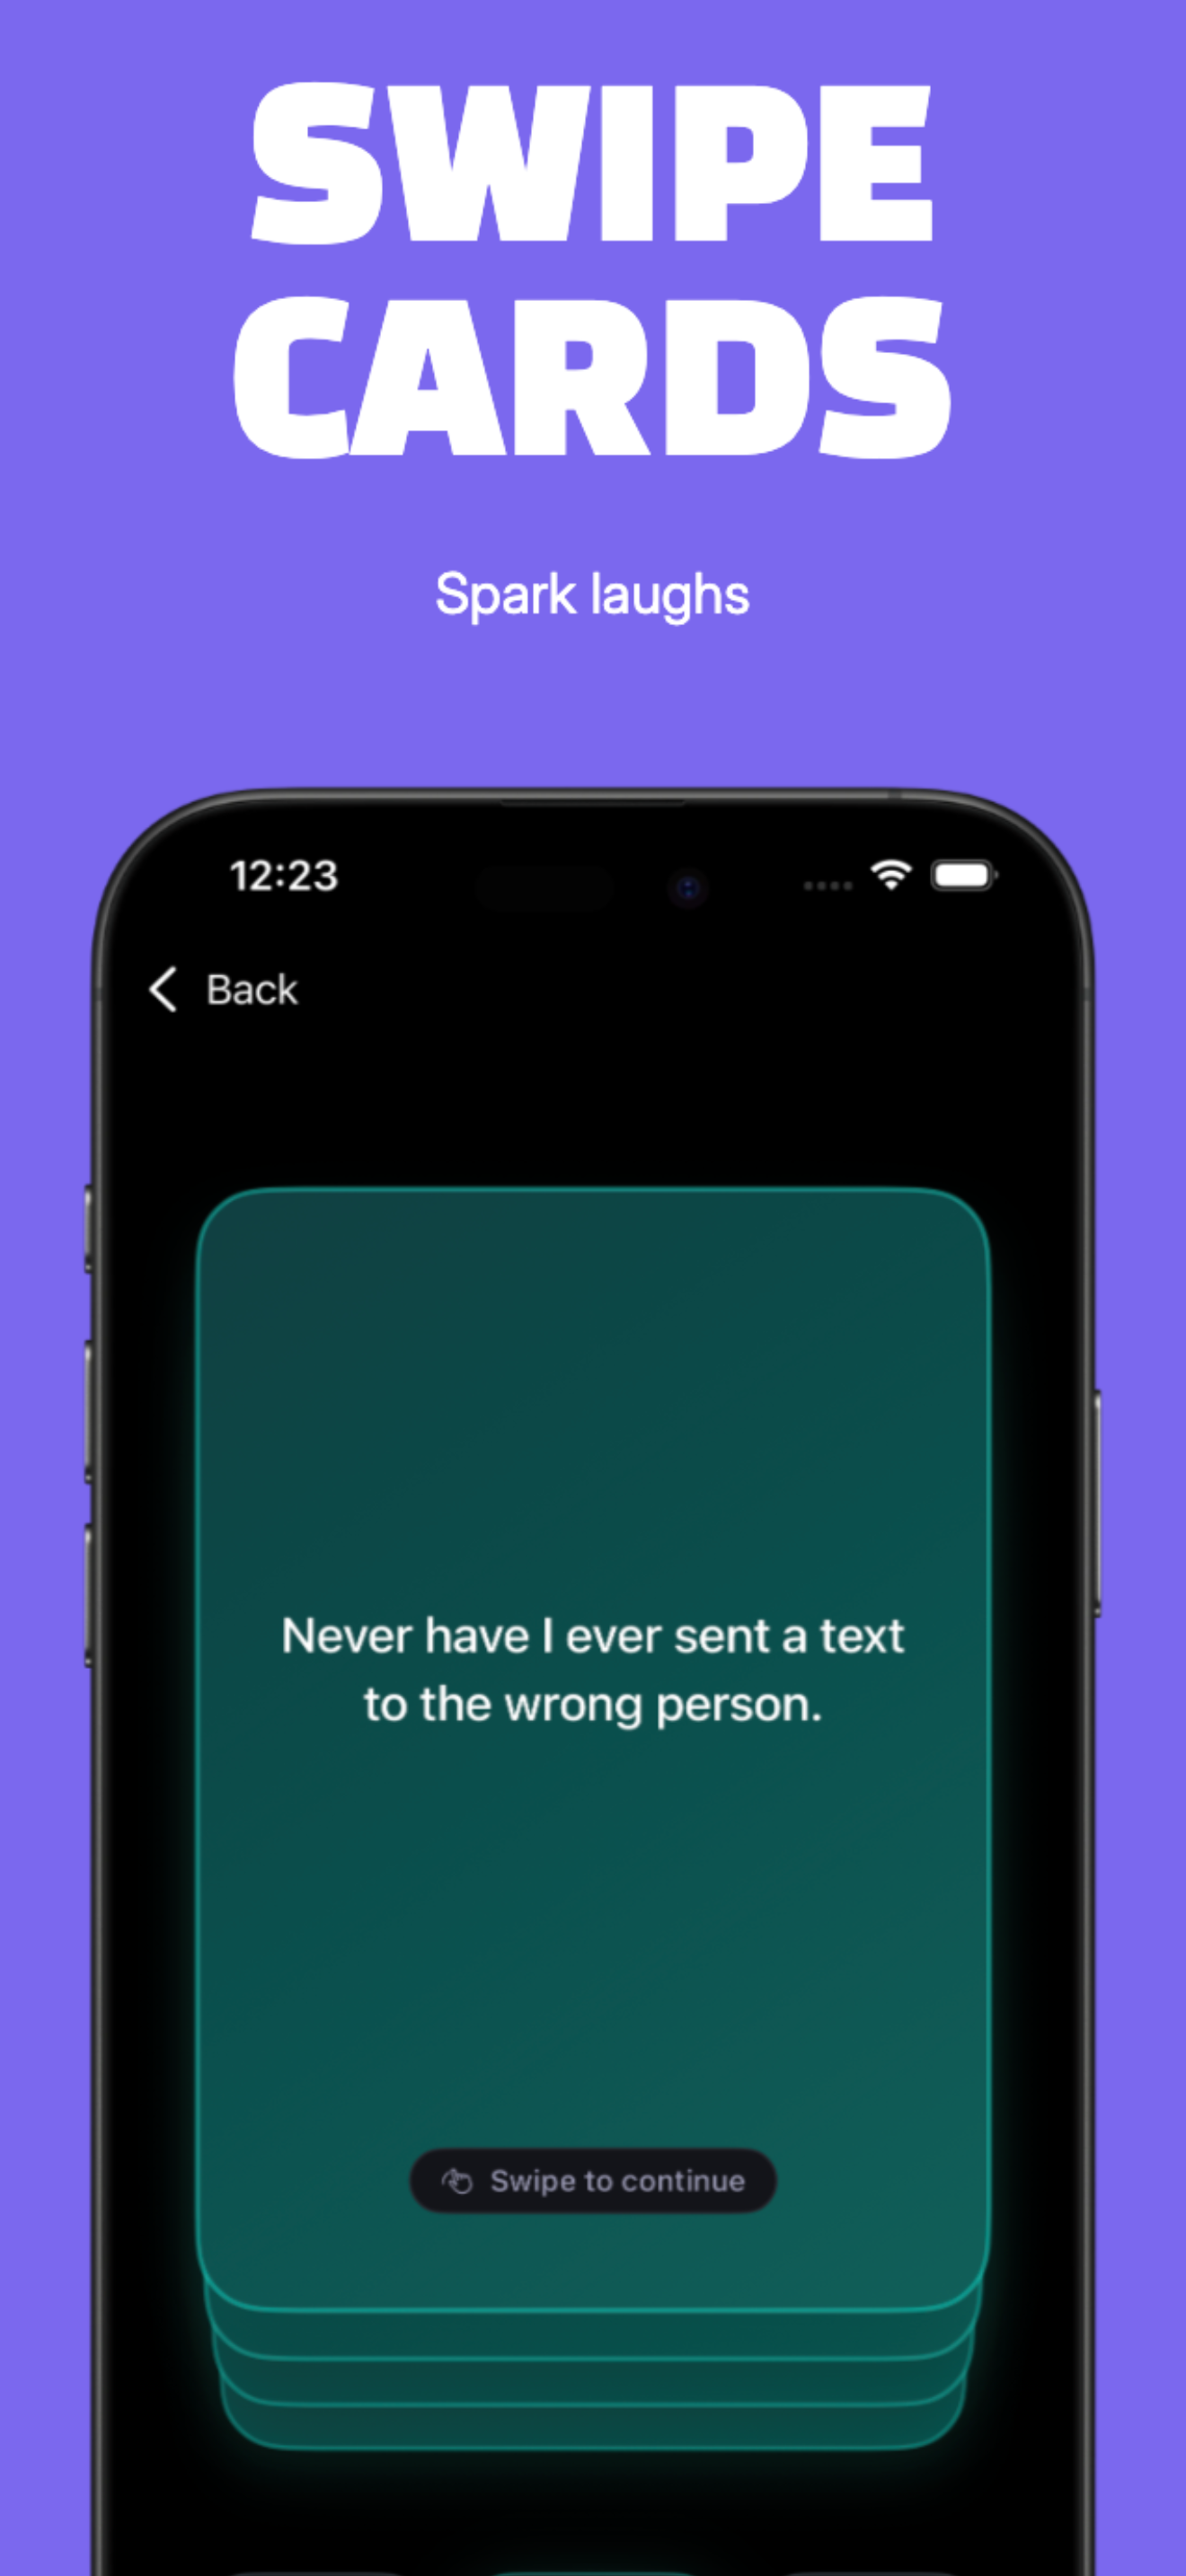 SWIPE
CARDS
Spark laughs
12:23
Back
Never have I ever sent a text
to the wrong person.
Swipe to continue